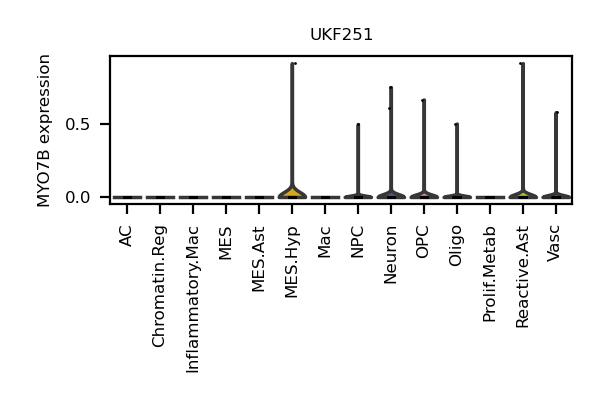 UKF251
MYO7B expression
0.5
0.0
AC
Chromatin.Reg
Inflammatory.Mac
MES
MES.Ast
MES.Hyp
Mac
NPC
Neuron
OPC
Oligo
Prolif.Metab
Reactive.Ast
Vasc